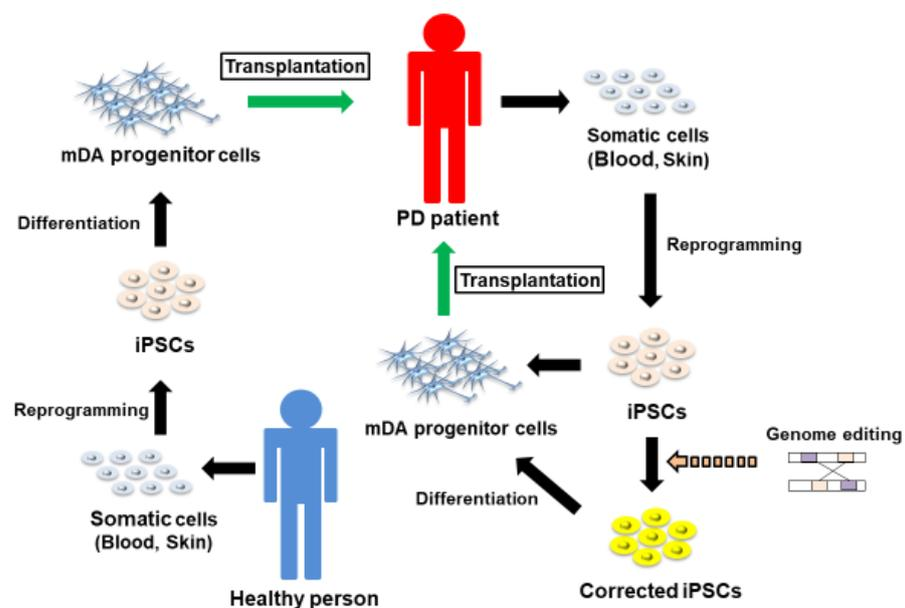 Transplantation
mDA progenitor cells
PD patient
Somatic cells
(Blood, Skin)
Differentiation
Reprogramming
Transplantation
iPSCs
iPSCs
Reprogramming
mDA progenitor cells
Genome editing
Differentiation
Somatic cells
(Blood, Skin)
Corrected iPSCs
Healthy person